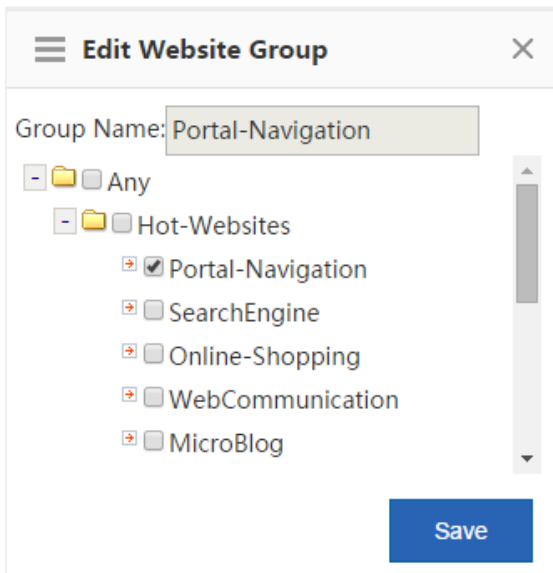 Edit Website Group
Group Name: Portal-Navigation
Any
Hot-Websites
Portal-Navigation
SearchEngine
Online-Shopping
WebCommunication
MicroBlog
Save